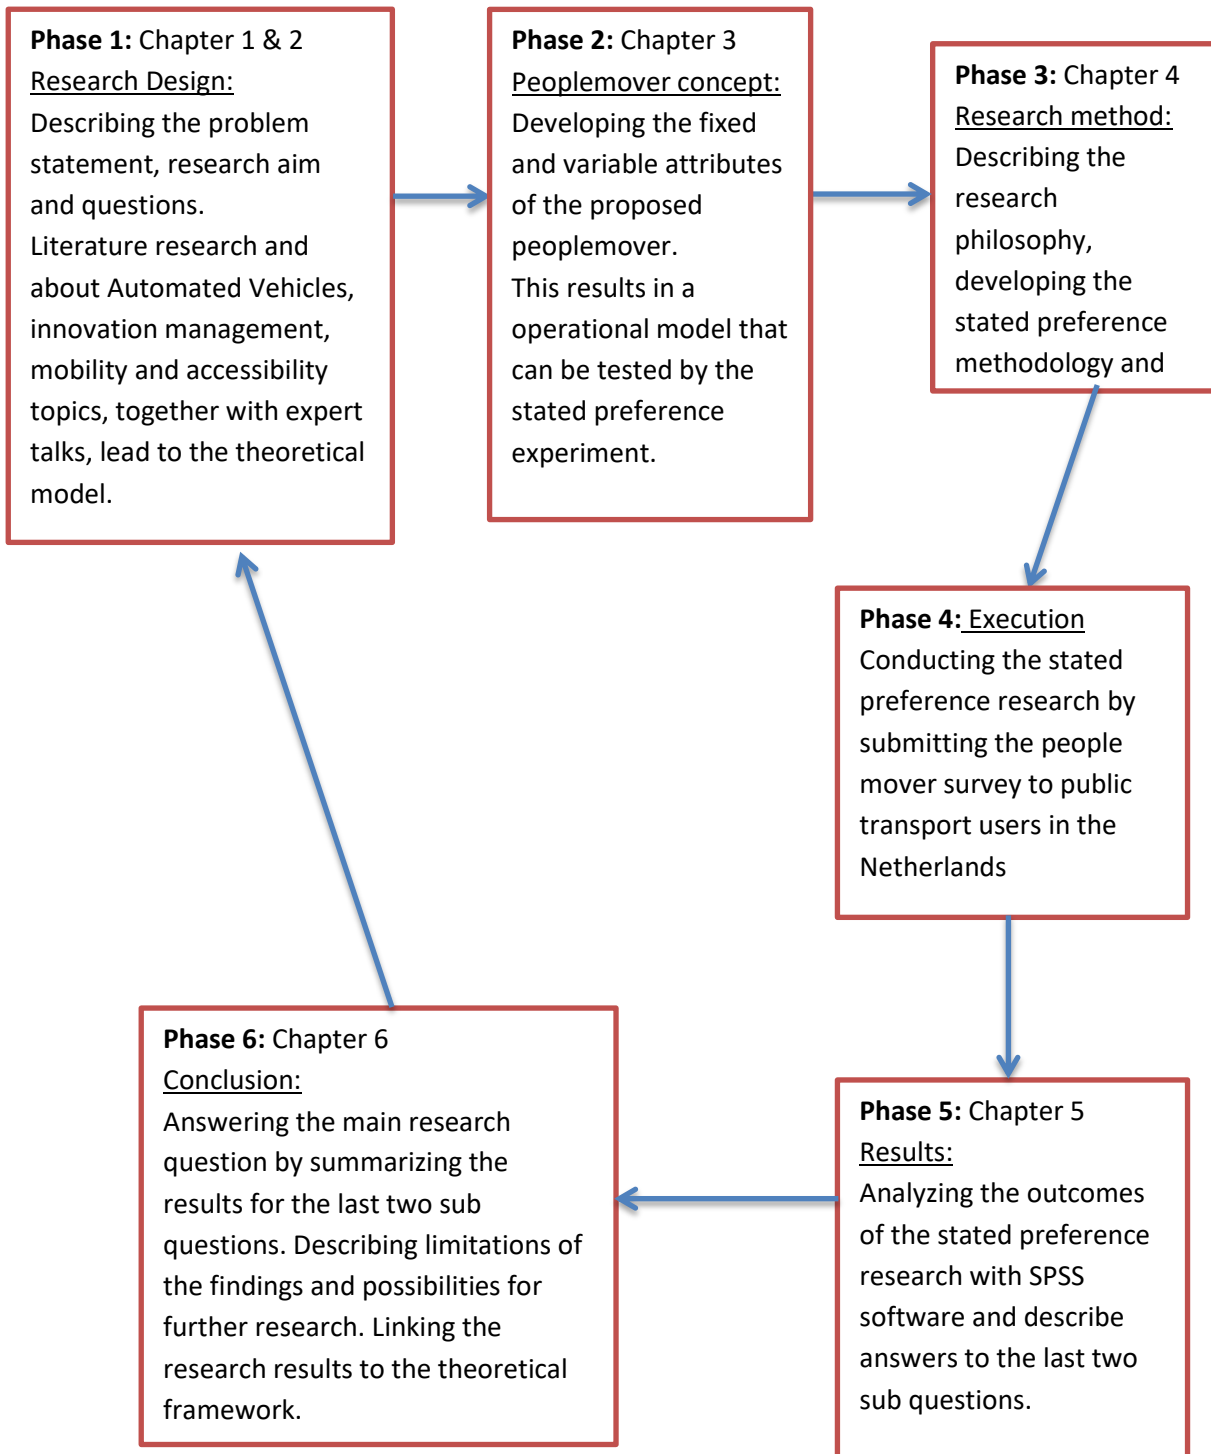 Phase 1: Chapter 1 & 2
Research Design:
Describing the problem
statement, research aim
and questions.
Literature research and
about Automated Vehicles,
innovation management,
mobility and accessibility
topics, together with expert
talks, lead to the theoretical
model.
Phase 2: Chapter 3
Peoplemover concept:
Developing the fixed
and variable attributes
of the proposed
peoplemover.
This results in a
operational model that
can be tested by the
stated preference
experiment.
Phase 3: Chapter 4
Research method:
Describing the
research
philosophy,
developing the
stated preference
methodology and
Phase 4: Execution
Conducting the stated
preference research by
submitting the people
mover survey to public
transport users in the
Netherlands
Phase 5: Chapter 5
Results:
Analyzing the outcomes
of the stated preference
research with SPSS
software and describe
answers to the last two
sub questions.
Phase 6: Chapter 6
Conclusion:
Answering the main research
question by summarizing the
results for the last two sub
questions. Describing limitations of
the findings and possibilities for
further research. Linking the
research results to the theoretical
framework.